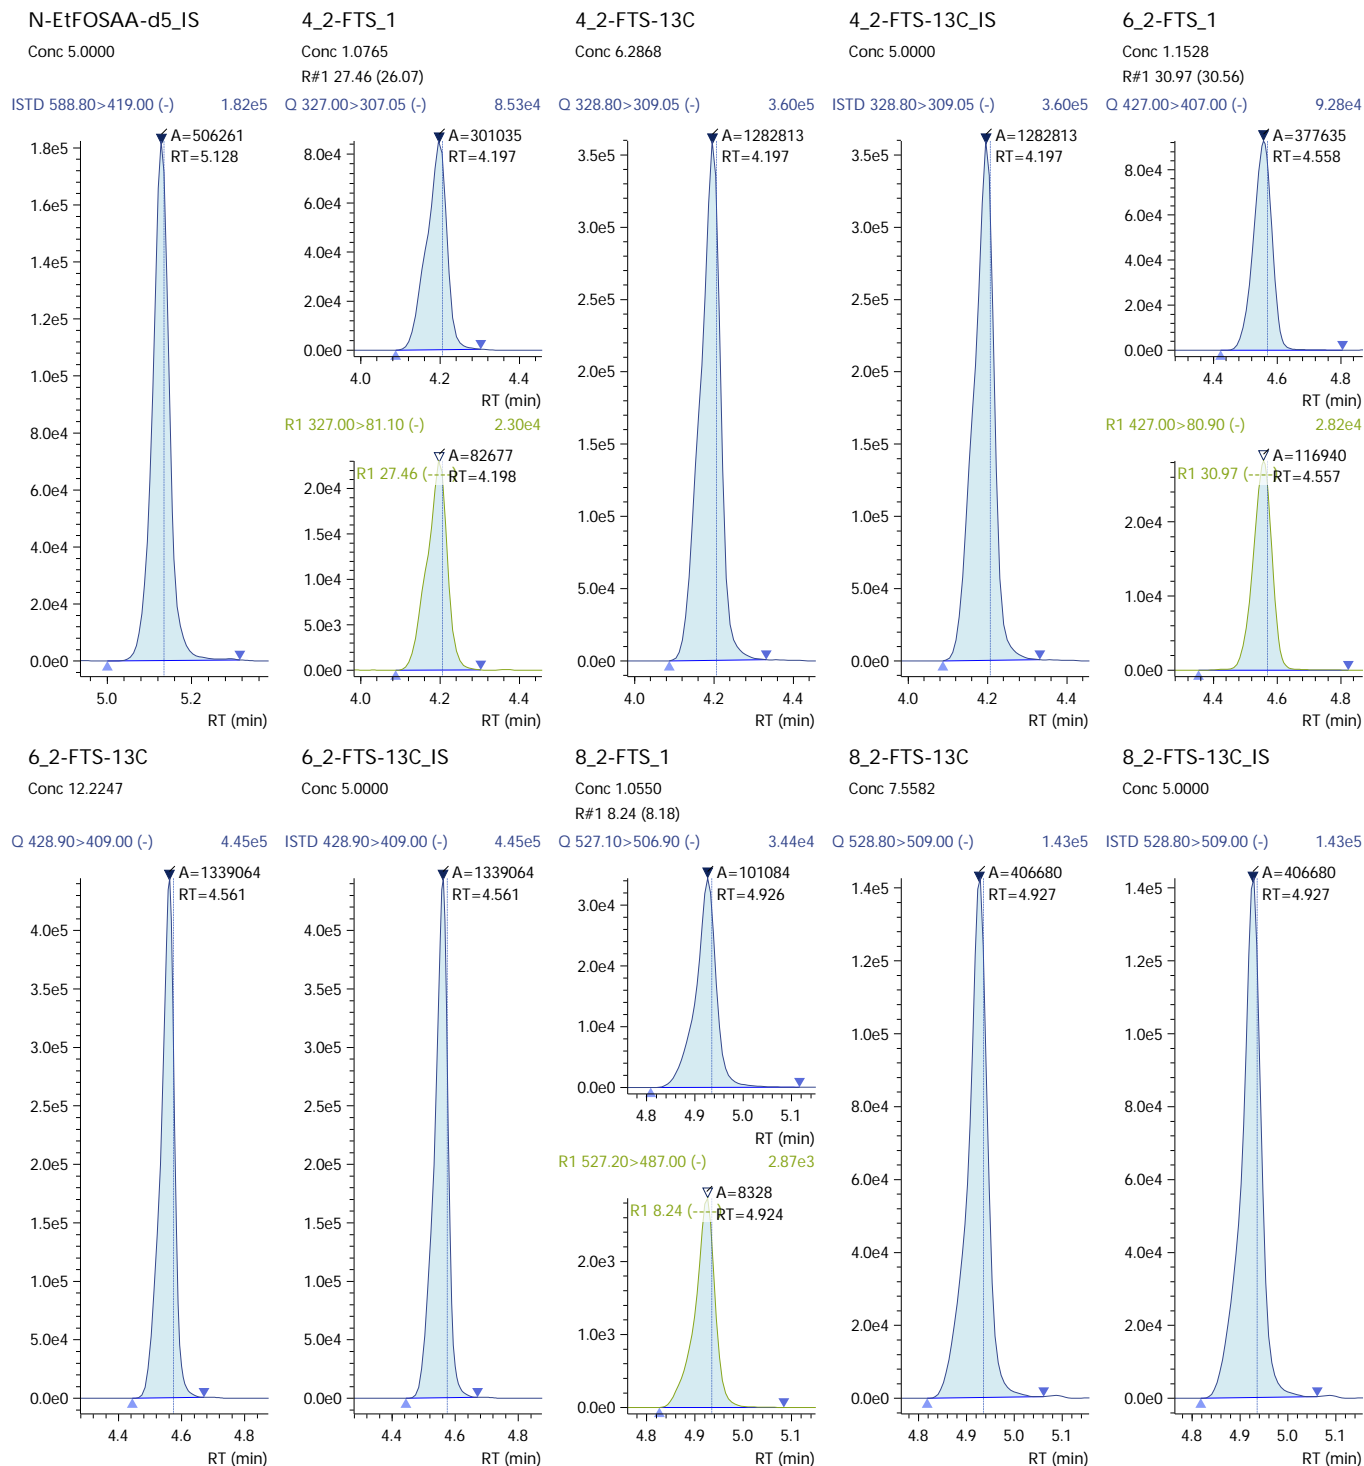 N-EtFOSAA-d5_IS
Conc 5.0000
ISTD 588.80>419.00 (-) 1.82e5
A=506261
RT=5.128
1.8e5
1.6e5
1.4e5
1.2e5
1.0e5
8.0e4
6.0e4
4.0e4
2.0e4
0.0e0
5.0 5.2
RT (min)
4_2-FTS_1
Conc 1.0765
R#1 27.46 (26.07)
Q 327.00>307.05 (-) 8.53e4
A=301035
RT=4.197
8.0e4
6.0e4
4.0e4
2.0e4
0.0e0
4.0 4.2 4.4
RT (min)
R1 327.00>81.10 (-) 2.30e4
A=82677
R1 27.46 (----)
RT=4.198
2.0e4
1.5e4
1.0e4
5.0e3
0.0e0
4.0 4.2 4.4
RT (min)
4_2-FTS-13C
Conc 6.2868
Q 328.80>309.05 (-) 3.60e5
A=1282813
RT=4.197
3.5e5
3.0e5
2.5e5
2.0e5
1.5e5
1.0e5
5.0e4
0.0e0
4.0 4.2 4.4
RT (min)
4_2-FTS-13C_IS
Conc 5.0000
ISTD 328.80>309.05 (-) 3.60e5
A=1282813
RT=4.197
3.5e5
3.0e5
2.5e5
2.0e5
1.5e5
1.0e5
5.0e4
0.0e0
4.0 4.2 4.4
RT (min)
6_2-FTS_1
Conc 1.1528
R#1 30.97 (30.56)
Q 427.00>407.00 (-) 9.28e4
A=377635
RT=4.558
8.0e4
6.0e4
4.0e4
2.0e4
0.0e0
4.4 4.6 4.8
RT (min)
R1 427.00>80.90 (-) 2.82e4
A=116940
R1 30.97 (----)
RT=4.557
2.0e4
1.0e4
0.0e0
4.4 4.6 4.8
RT (min)
6_2-FTS-13C
Conc 12.2247
Q 428.90>409.00 (-) 4.45e5
A=1339064
RT=4.561
4.0e5
3.5e5
3.0e5
2.5e5
2.0e5
1.5e5
1.0e5
5.0e4
0.0e0
4.4 4.6 4.8
RT (min)
6_2-FTS-13C_IS
Conc 5.0000
ISTD 428.90>409.00 (-) 4.45e5
A=1339064
RT=4.561
4.0e5
3.5e5
3.0e5
2.5e5
2.0e5
1.5e5
1.0e5
5.0e4
0.0e0
4.4 4.6 4.8
RT (min)
8_2-FTS_1
Conc 1.0550
R#1 8.24 (8.18)
Q 527.10>506.90 (-) 3.44e4
A=101084
RT=4.926
3.0e4
2.0e4
1.0e4
0.0e0
4.8 4.9 5.0 5.1
RT (min)
R1 527.20>487.00 (-) 2.87e3
A=8328
R1 8.24 (----)
RT=4.924
2.0e3
1.0e3
0.0e0
4.8 4.9 5.0 5.1
RT (min)
8_2-FTS-13C
Conc 7.5582
Q 528.80>509.00 (-) 1.43e5
A=406680
RT=4.927
1.4e5
1.2e5
1.0e5
8.0e4
6.0e4
4.0e4
2.0e4
0.0e0
4.8 4.9 5.0 5.1
RT (min)
8_2-FTS-13C_IS
Conc 5.0000
ISTD 528.80>509.00 (-) 1.43e5
A=406680
RT=4.927
1.4e5
1.2e5
1.0e5
8.0e4
6.0e4
4.0e4
2.0e4
0.0e0
4.8 4.9 5.0 5.1
RT (min)